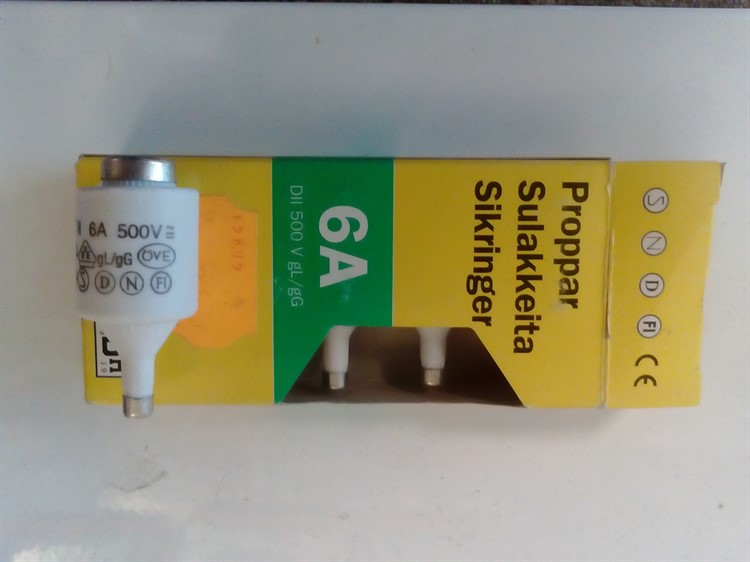 6A 500V
gL/gG ÖVE
S D N FI
6A
DII 500 V gL/gG
Proppar
Sulakkeita
Sikringer
S N D FI CE